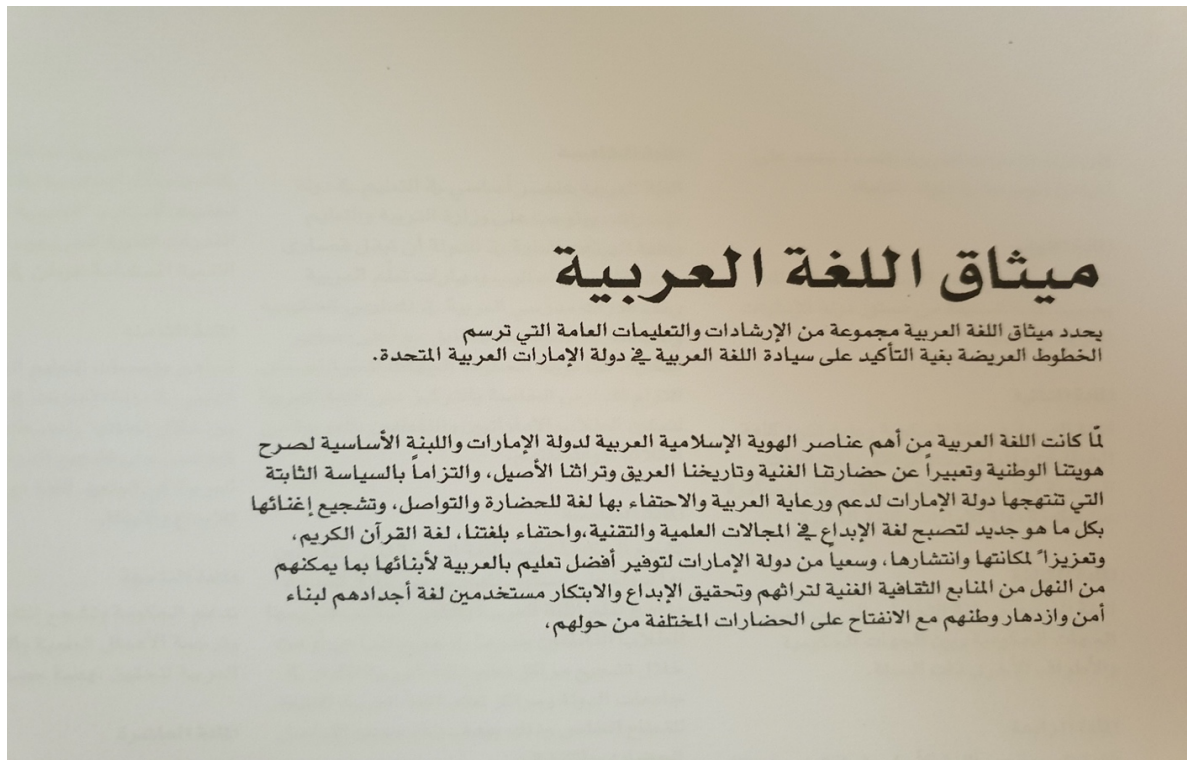 ميثاق اللغة العربية
يحدد ميثاق اللغة العربية مجموعة من الإرشادات والتعليمات العامة التي ترسم
الخطوط العريضة بغية التأكيد على سيادة اللغة العربية في دولة الإمارات العربية المتحدة.
لمّا كانت اللغة العربية من أهم عناصر الهوية الإسلامية العربية لدولة الإمارات واللبنة الأساسية لصرح
هويتنا الوطنية وتعبيراً عن حضارتنا الغنية وتاريخنا العريق وتراثنا الأصيل، والتزاماً بالسياسة الثابتة
التي تنتهجها دولة الإمارات لدعم ورعاية العربية والاحتفاء بها لغة للحضارة والتواصل، وتشجيع إغنائها
بكل ما هو جديد لتصبح لغة الإبداع في المجالات العلمية والتقنية،واحتفاء بلغتنا، لغة القرآن الكريم،
وتعزيزاً لمكانتها وانتشارها، وسعياً من دولة الإمارات لتوفير أفضل تعليم بالعربية لأبنائها بما يمكنهم
من النهل من المنابع الثقافية الغنية لتراثهم وتحقيق الإبداع والابتكار مستخدمين لغة أجدادهم لبناء
أمن وازدهار وطنهم مع الانفتاح على الحضارات المختلفة من حولهم،